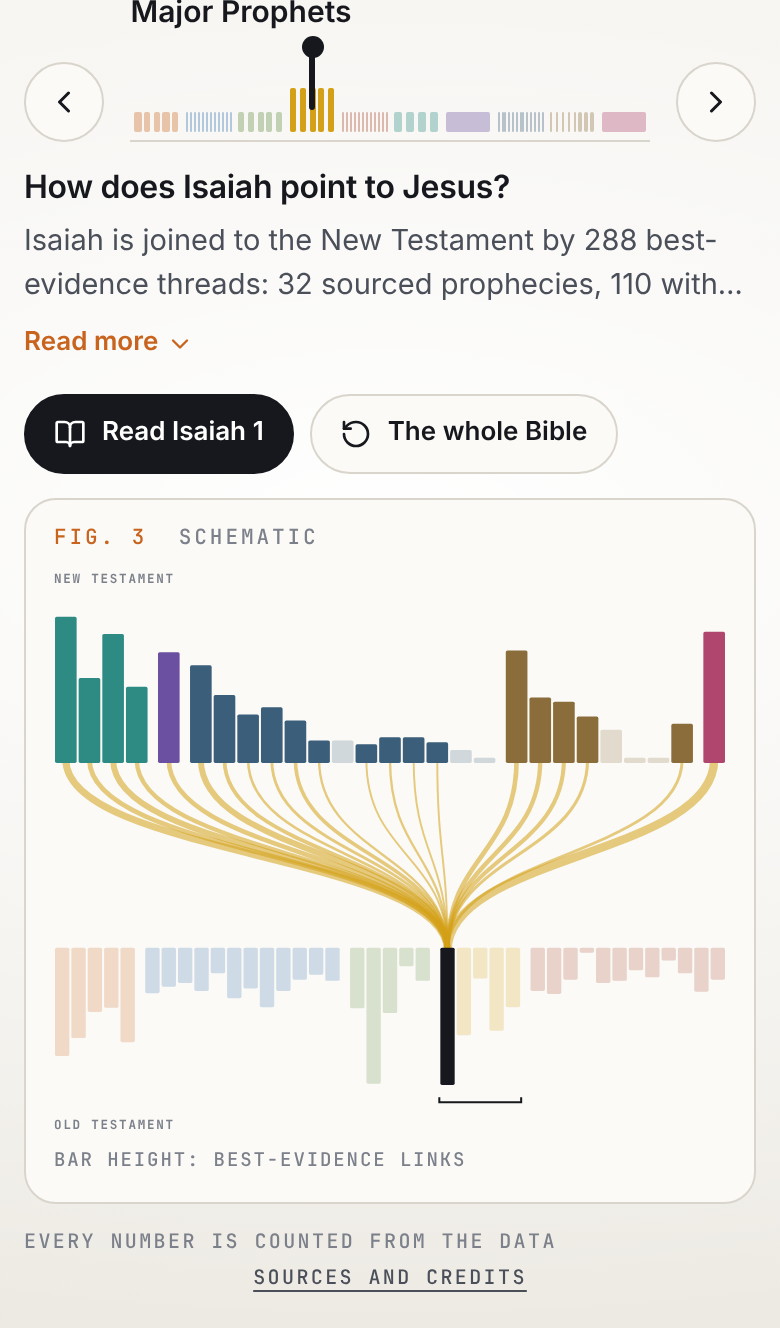 Major Prophets
How does Isaiah point to Jesus?
Isaiah is joined to the New Testament by 288 best-
evidence threads: 32 sourced prophecies, 110 with…
Read more
Read Isaiah 1
The whole Bible
FIG. 3 SCHEMATIC
NEW TESTAMENT
OLD TESTAMENT
BAR HEIGHT: BEST-EVIDENCE LINKS
EVERY NUMBER IS COUNTED FROM THE DATA
SOURCES AND CREDITS